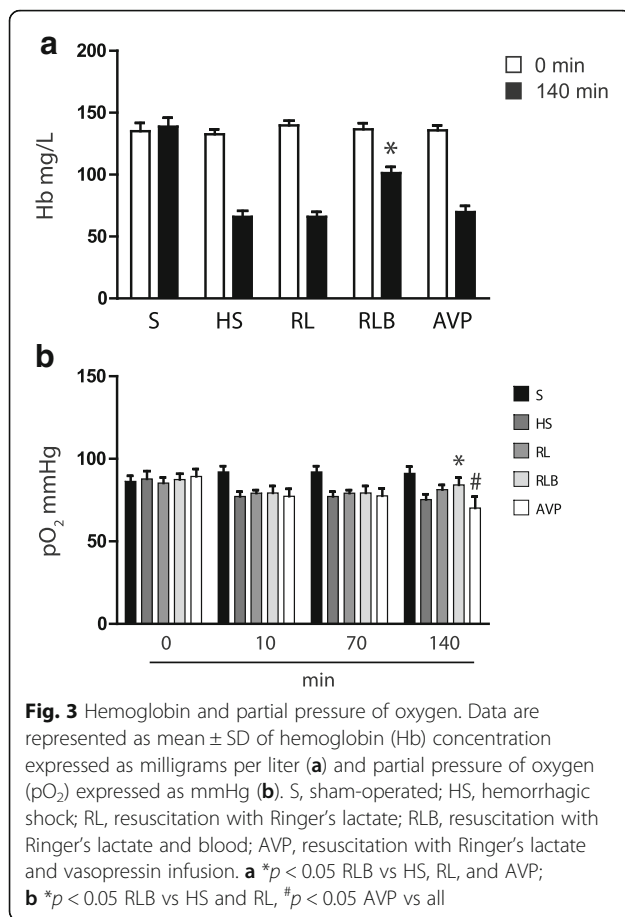 a
200
150
100
50
0
Hb mg/L
0 min
140 min
*
S HS RL RLB AVP
b
150
100
50
0
pO2 mmHg
S
HS
RL
RLB
AVP
*
#
0 10 70 140
min
Fig. 3 Hemoglobin and partial pressure of oxygen. Data are
represented as mean ± SD of hemoglobin (Hb) concentration
expressed as milligrams per liter (a) and partial pressure of oxygen
(pO2) expressed as mmHg (b). S, sham-operated; HS, hemorrhagic
shock; RL, resuscitation with Ringer's lactate; RLB, resuscitation with
Ringer's lactate and blood; AVP, resuscitation with Ringer's lactate
and vasopressin infusion. a *p < 0.05 RLB vs HS, RL, and AVP;
b *p < 0.05 RLB vs HS and RL, #p < 0.05 AVP vs all